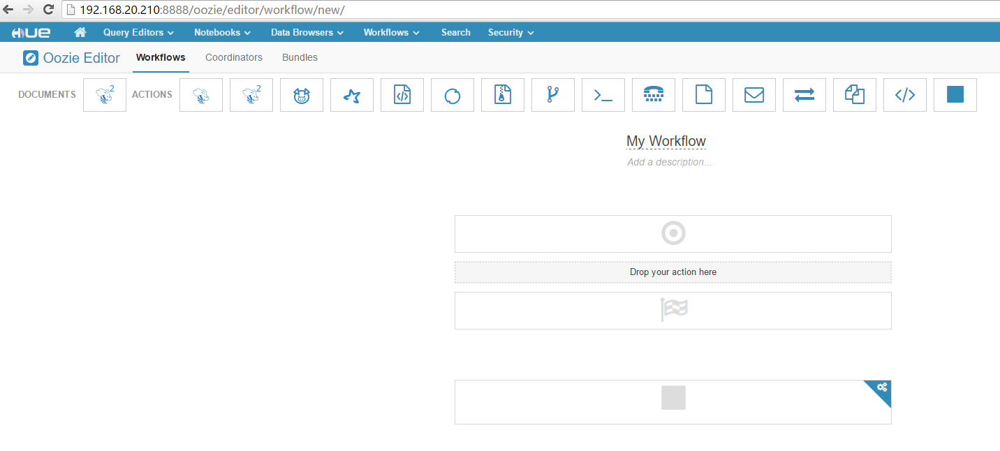 192.168.20.210:8888/oozie/editor/workflow/new/
HUE Query Editors Notebooks Data Browsers Workflows Search Security
Oozie Editor Workflows Coordinators Bundles
DOCUMENTS 2 ACTIONS 2
My Workflow
Add a description...
Drop your action here